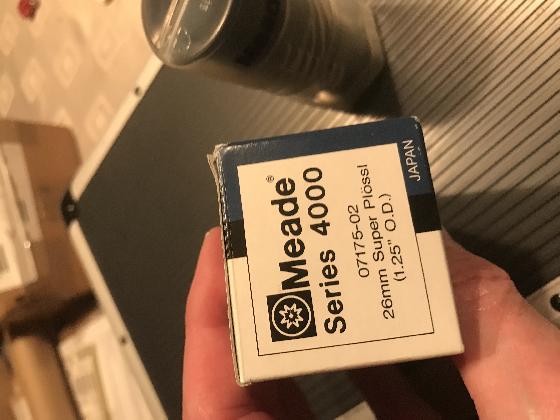 Meade®
Series 4000
07175-02
26mm Super Plössl
(1.25" O.D.)
JAPAN